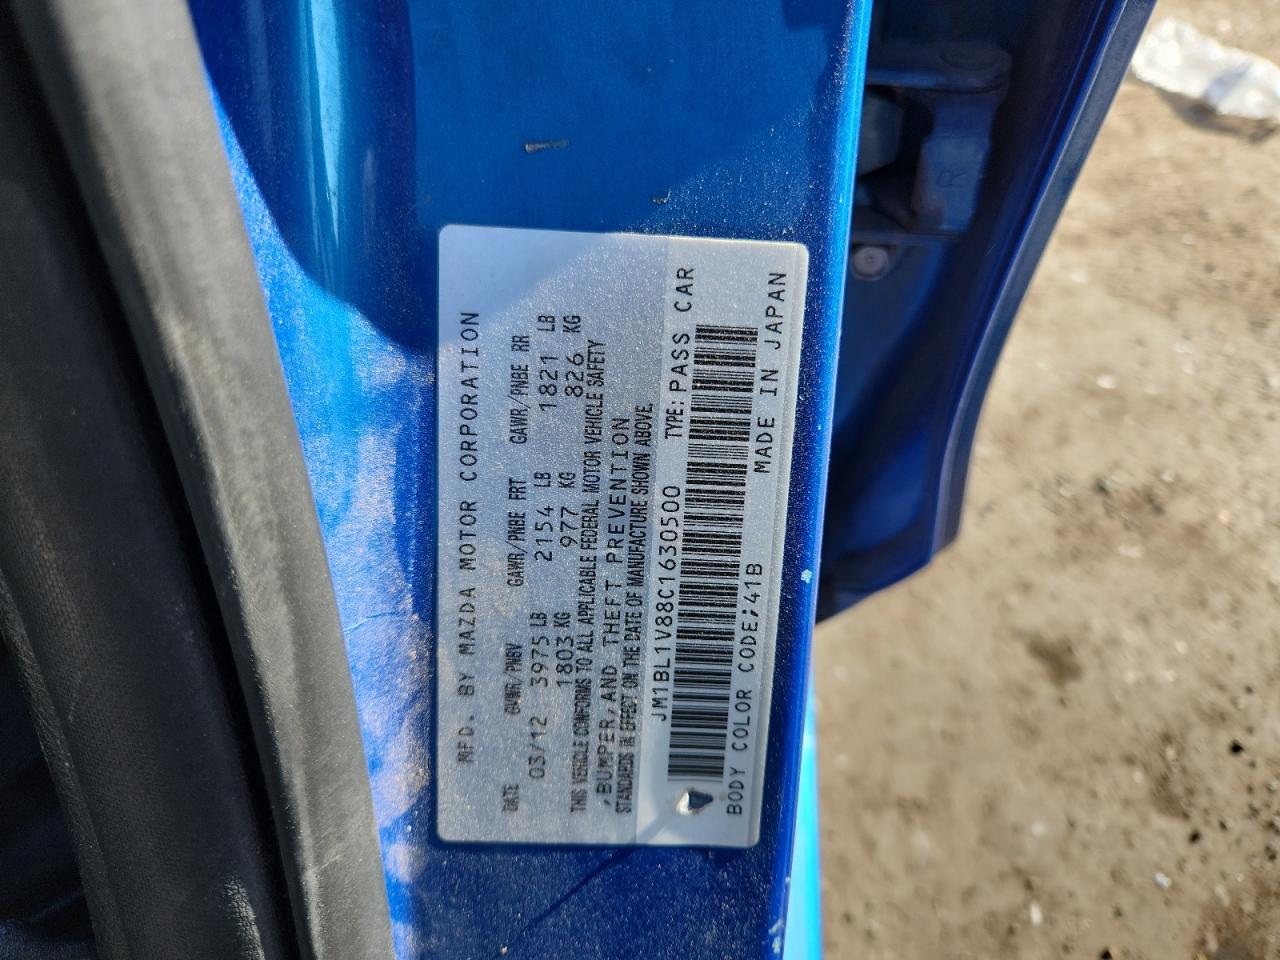 MFD. BY MAZDA MOTOR CORPORATION
DATE GVWR/PNBV GAWR/PNBE FRT GAWR/PNBE RR
03/12 3975 LB 2154 LB 1821 LB
1803 KG 977 KG 826 KG
THIS VEHICLE CONFORMS TO ALL APPLICABLE FEDERAL MOTOR VEHICLE SAFETY
,BUMPER,AND THEFT PREVENTION
STANDARDS IN EFFECT ON THE DATE OF MANUFACTURE SHOWN ABOVE.
JM1BL1V88C1630500 TYPE: PASS CAR
BODY COLOR CODE;41B MADE IN JAPAN
R